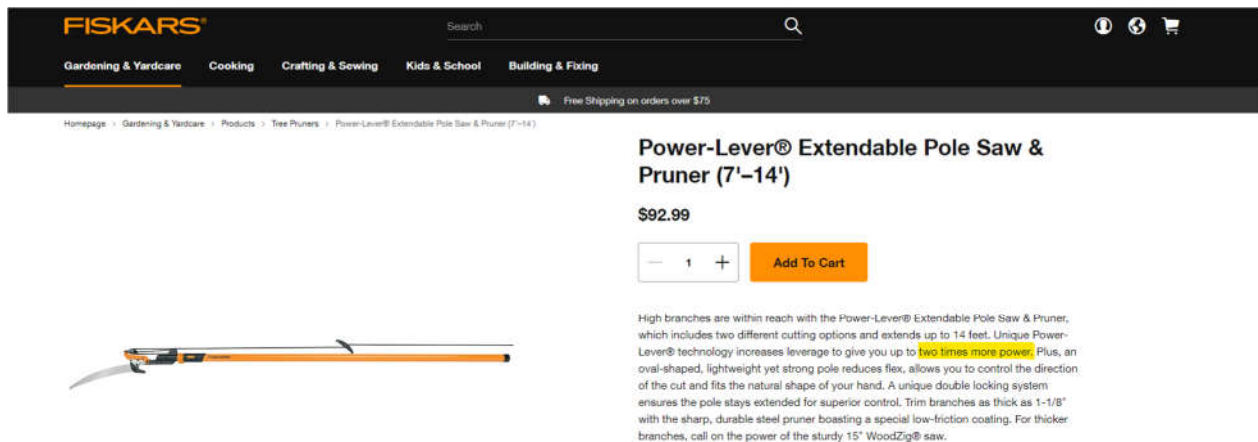 FISKARS®
Search
Gardening & Yardcare Cooking Crafting & Sewing Kids & School Building & Fixing
Free Shipping on orders over $75
Homepage > Gardening & Yardcare > Products > Tree Pruners > Power-Lever® Extendable Pole Saw & Pruner (7'–14')
Power-Lever® Extendable Pole Saw &
Pruner (7'–14')
$92.99
— 1 +
Add To Cart
High branches are within reach with the Power-Lever® Extendable Pole Saw & Pruner,
which includes two different cutting options and extends up to 14 feet. Unique Power-
Lever® technology increases leverage to give you up to two times more power. Plus, an
oval-shaped, lightweight yet strong pole reduces flex, allows you to control the direction
of the cut and fits the natural shape of your hand. A unique double locking system
ensures the pole stays extended for superior control. Trim branches as thick as 1-1/8"
with the sharp, durable steel pruner boasting a special low-friction coating. For thicker
branches, call on the power of the sturdy 15" WoodZig® saw.